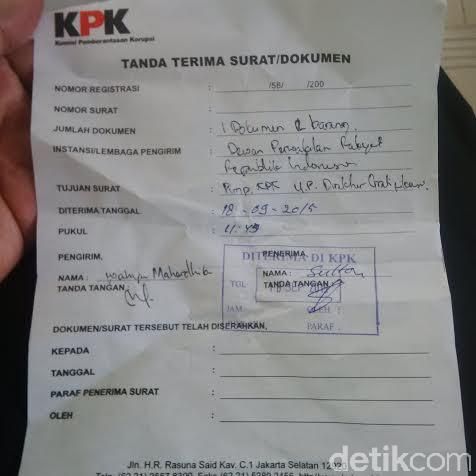 KPK
Komisi Pemberantasan Korupsi
TANDA TERIMA SURAT/DOKUMEN
NOMOR REGISTRASI : /58/ /200
NOMOR SURAT :
JUMLAH DOKUMEN : 1 Dokumen & barang.
INSTANSI/LEMBAGA PENGIRIM : Dewan Perwakilan Rakyat
Republik Indonesia
TUJUAN SURAT : Pimp. KPK U.P. Direktur Gratifikasi
DITERIMA TANGGAL : 18-09-2015
PUKUL :
PENGIRIM,
PENERIMA
DITERIMA DI KPK
NAMA : Wahyu Mahardhika
NAMA :
TANDA TANGAN :
TGL
TANDA TANGAN :
JAM
OLEH :
PARAF :
DOKUMEN/SURAT TERSEBUT TELAH DISERAHKAN,
KEPADA :
TANGGAL :
PARAF PENERIMA SURAT :
OLEH :
Jln. H.R. Rasuna Said Kav. C.1 Jakarta Selatan
detikcom